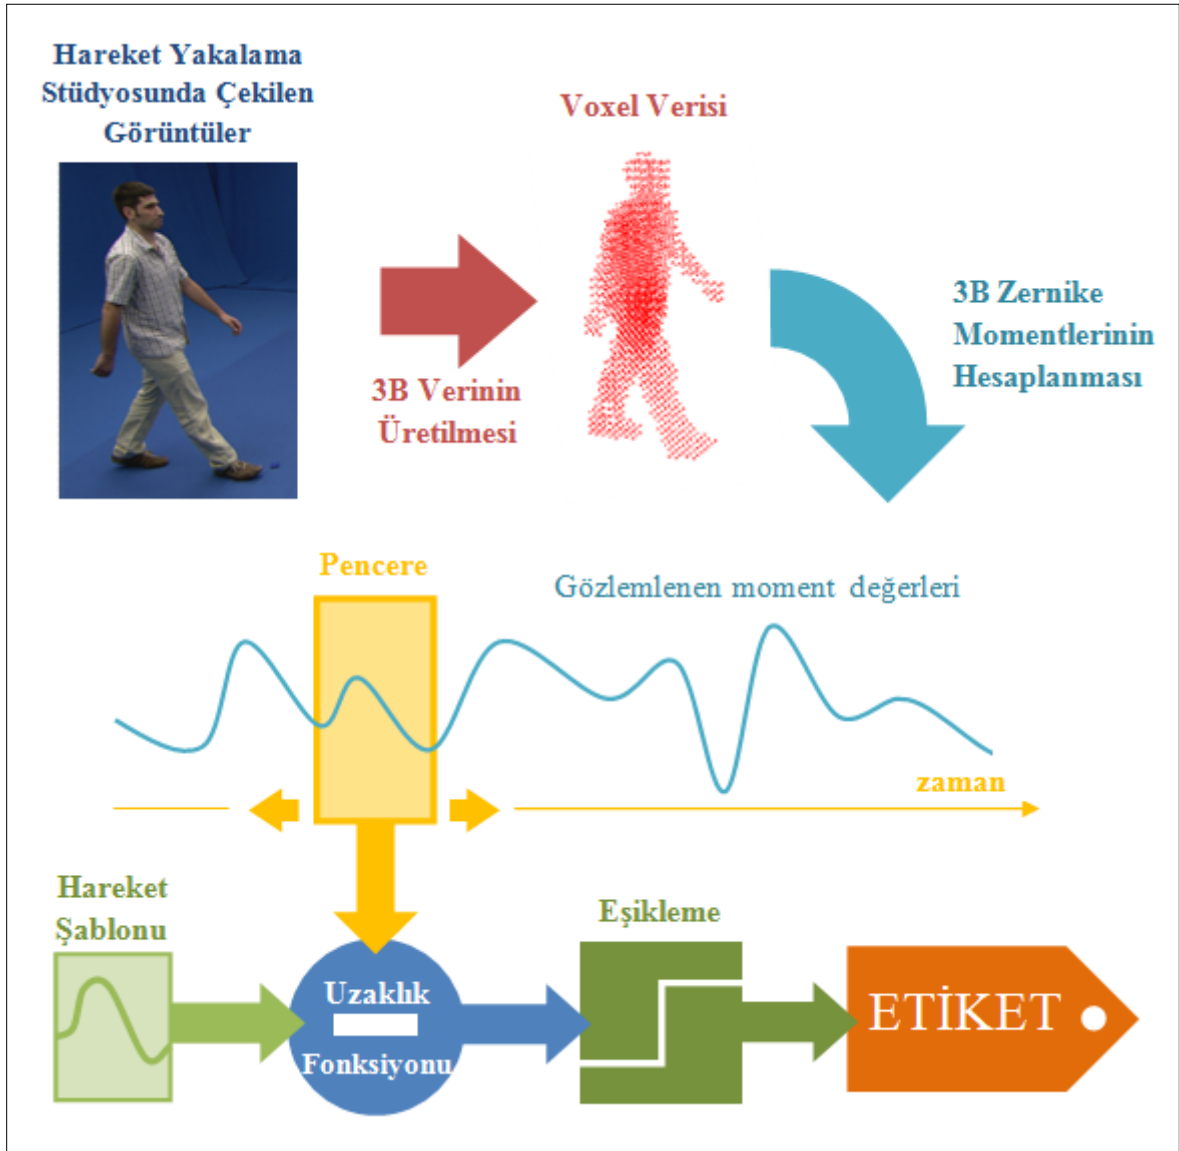 Hareket Yakalama
Stüdyosunda Çekilen
Görüntüler
Voxel Verisi
3B Verinin
Üretilmesi
3B Zernike
Momentlerinin
Hesaplanması
Pencere
Gözlemlenen moment değerleri
zaman
Hareket
Şablonu
Uzaklık
Fonksiyonu
Eşikleme
ETİKET